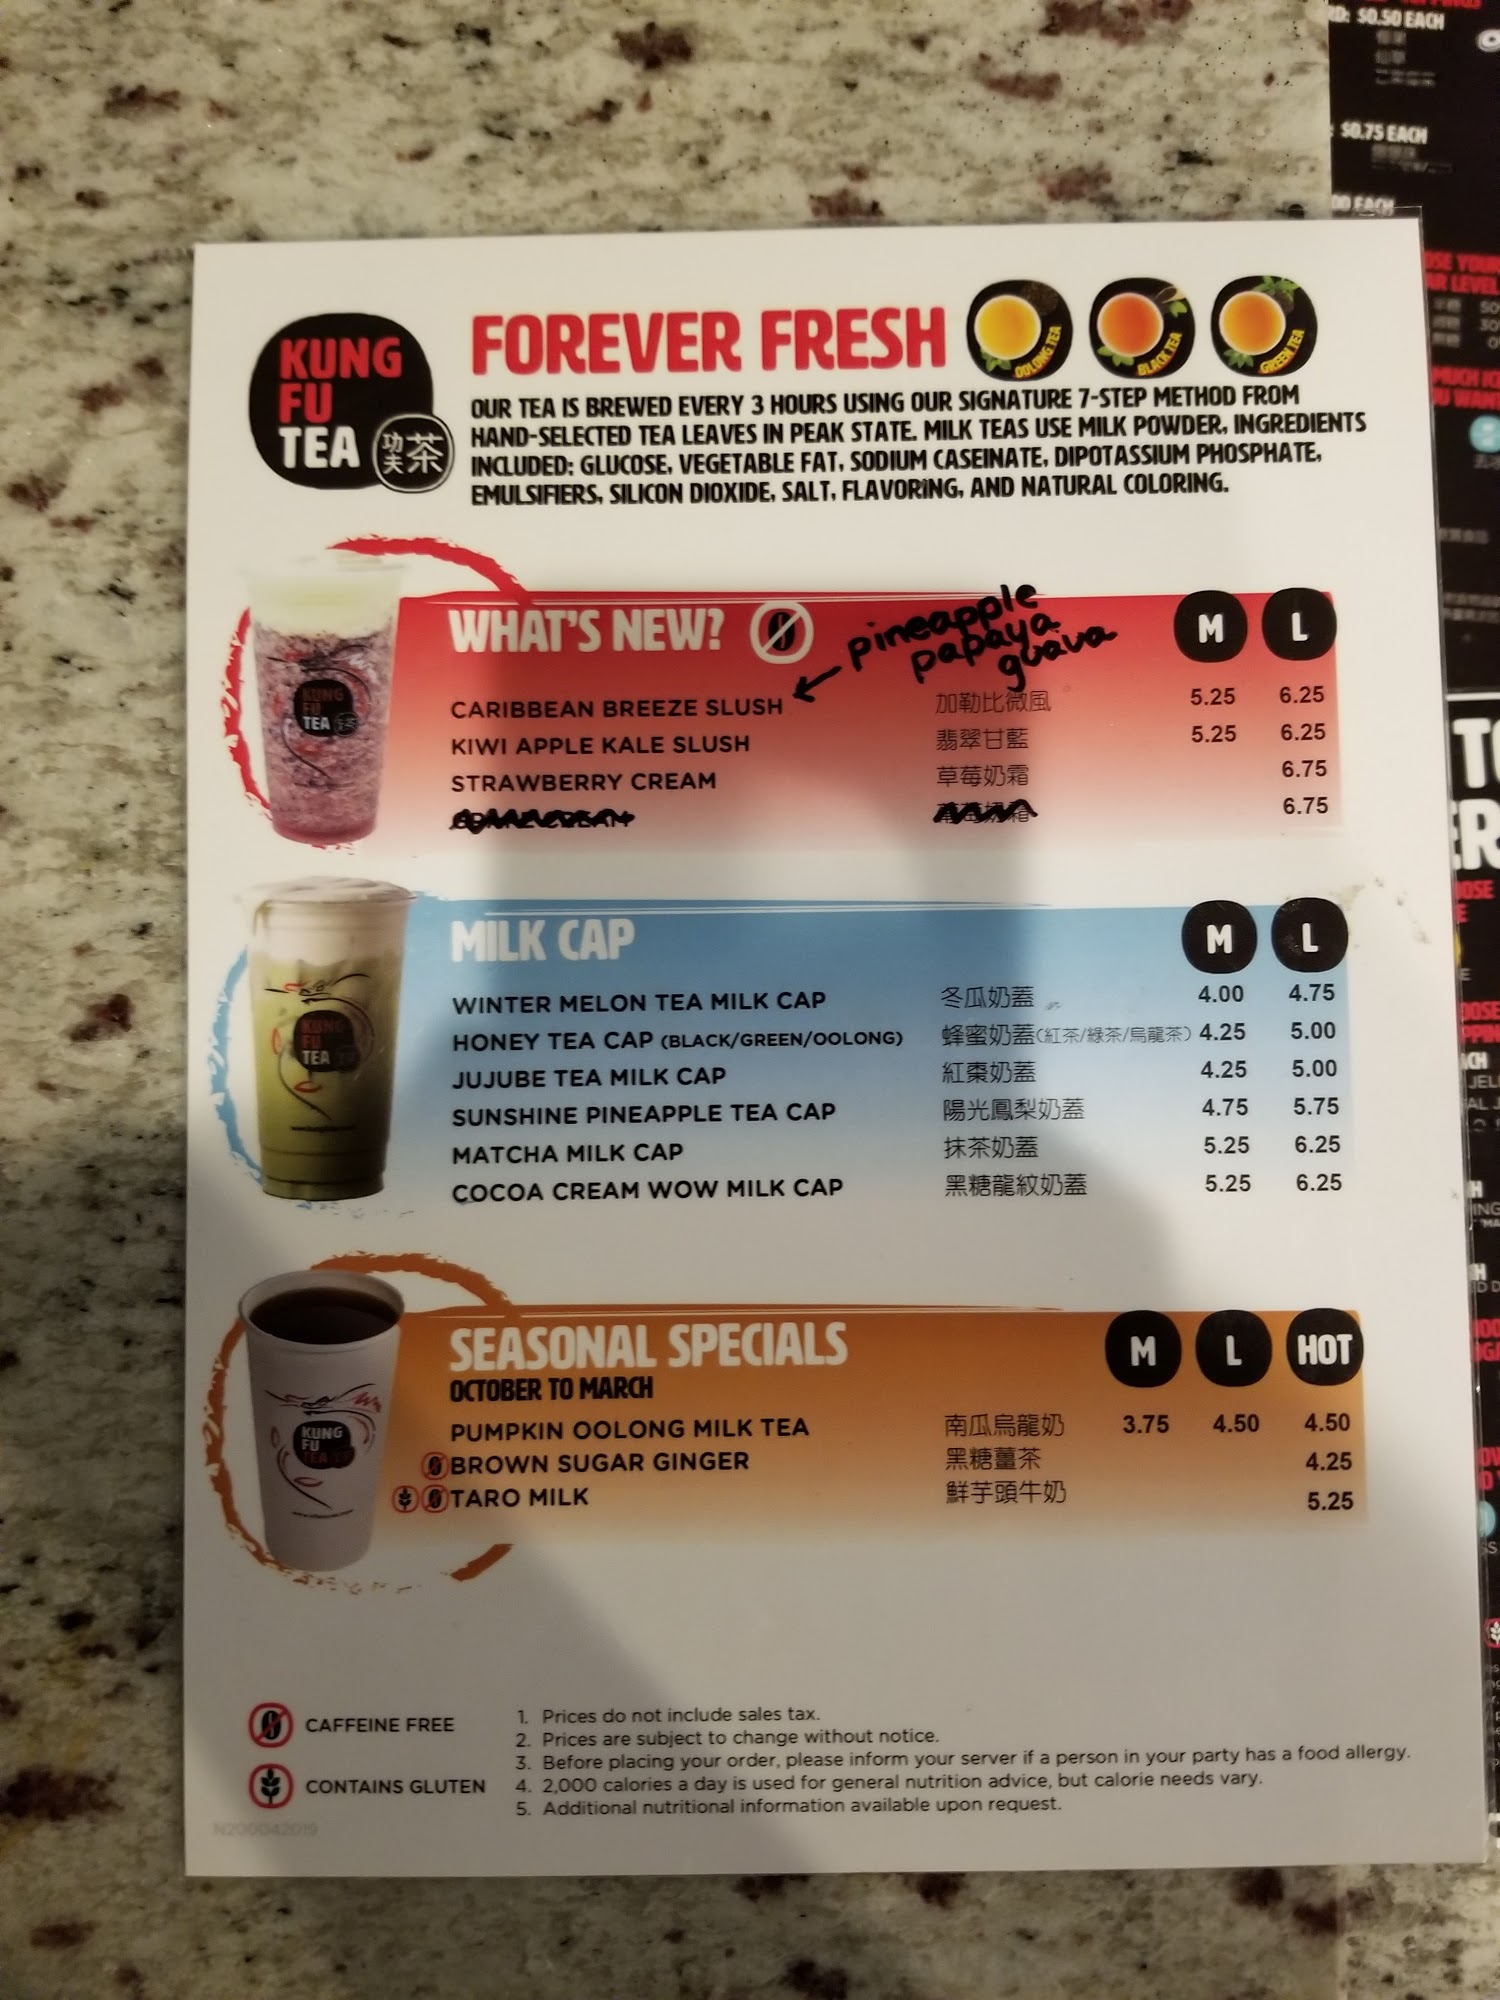 KUNG
FU
TEA
功夫茶
FOREVER FRESH
OOLONG TEA
BLACK TEA
GREEN TEA
OUR TEA IS BREWED EVERY 3 HOURS USING OUR SIGNATURE 7-STEP METHOD FROM
HAND-SELECTED TEA LEAVES IN PEAK STATE. MILK TEAS USE MILK POWDER, INGREDIENTS
INCLUDED: GLUCOSE, VEGETABLE FAT, SODIUM CASEINATE, DIPOTASSIUM PHOSPHATE,
EMULSIFIERS, SILICON DIOXIDE, SALT, FLAVORING, AND NATURAL COLORING.
KUNG
FU
TEA
WHAT'S NEW?
pineapple
papaya
guava
M L
CARIBBEAN BREEZE SLUSH 加勒比微風 5.25 6.25
KIWI APPLE KALE SLUSH 翡翠甘藍 5.25 6.25
STRAWBERRY CREAM 草莓奶霜 6.75
6.75
KUNG
FU
TEA
MILK CAP M L
WINTER MELON TEA MILK CAP 冬瓜奶蓋 4.00 4.75
HONEY TEA CAP (BLACK/GREEN/OOLONG) 蜂蜜奶蓋(紅茶/綠茶/烏龍茶) 4.25 5.00
JUJUBE TEA MILK CAP 紅棗奶蓋 4.25 5.00
SUNSHINE PINEAPPLE TEA CAP 陽光鳳梨奶蓋 4.75 5.75
MATCHA MILK CAP 抹茶奶蓋 5.25 6.25
COCOA CREAM WOW MILK CAP 黑糖龍紋奶蓋 5.25 6.25
KUNG
FU
TEA
SEASONAL SPECIALS M L HOT
OCTOBER TO MARCH
PUMPKIN OOLONG MILK TEA 南瓜烏龍奶 3.75 4.50 4.50
BROWN SUGAR GINGER 黑糖薑茶 4.25
TARO MILK 鮮芋頭牛奶 5.25
CAFFEINE FREE
CONTAINS GLUTEN
1. Prices do not include sales tax.
2. Prices are subject to change without notice.
3. Before placing your order, please inform your server if a person in your party has a food allergy.
4. 2,000 calories a day is used for general nutrition advice, but calorie needs vary.
5. Additional nutritional information available upon request.
N200042019
$0.50 EACH
$0.75 EACH
EACH